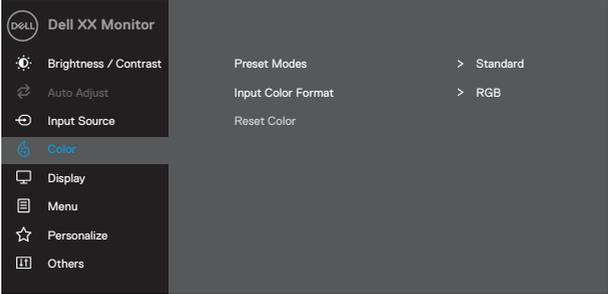 DELL Dell XX Monitor
Brightness / Contrast
Preset Modes > Standard
Auto Adjust
Input Color Format > RGB
Input Source
Reset Color
Color
Display
Menu
Personalize
Others